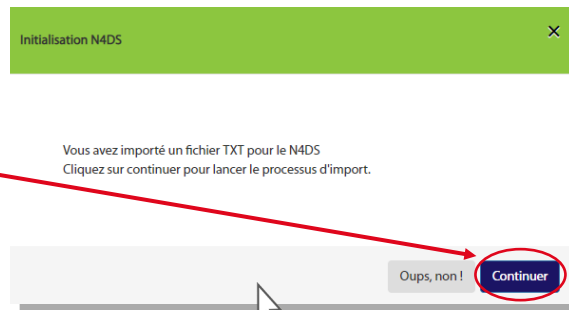 Initialisation N4DS
×
Vous avez importé un fichier TXT pour le N4DS
Cliquez sur continuer pour lancer le processus d'import.
Oups, non ! Continuer